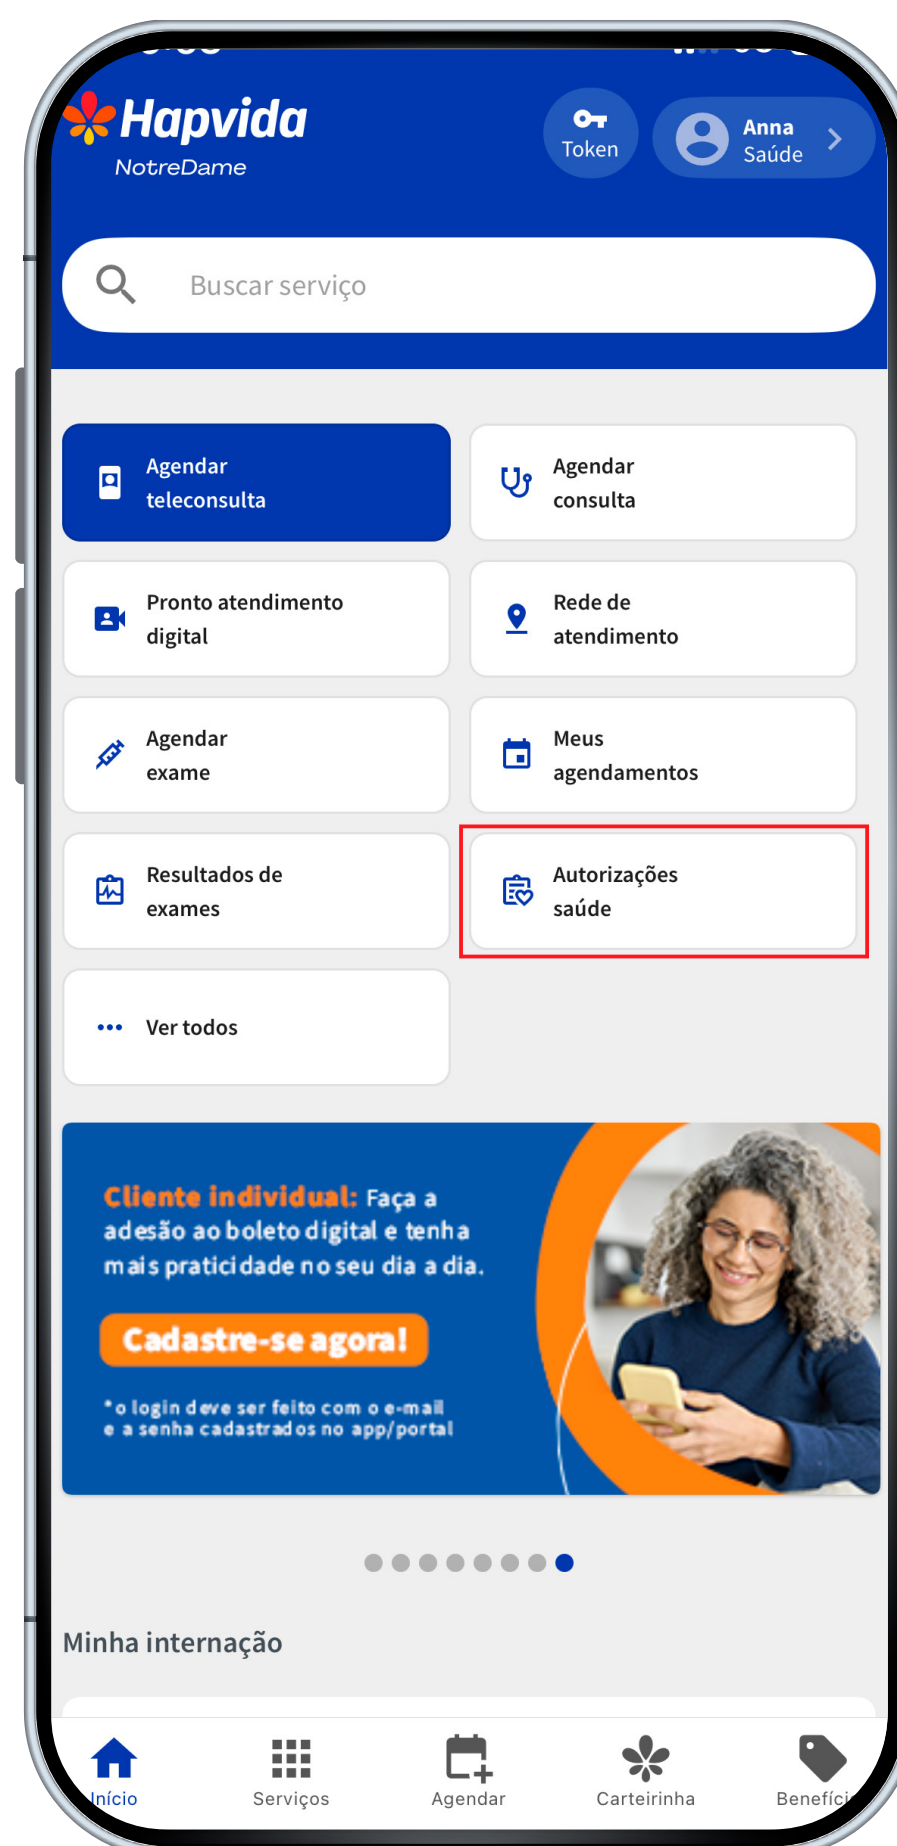 Hapvida
NotreDame
Token
Anna
Saúde
Buscar serviço
Agendar
teleconsulta
Agendar
consulta
Pronto atendimento
digital
Rede de
atendimento
Agendar
exame
Meus
agendamentos
Resultados de
exames
Autorizações
saúde
Ver todos
Cliente individual: Faça a
adesão ao boleto digital e tenha
mais praticidade no seu dia a dia.
Cadastre-se agora!
*o login deve ser feito com o e-mail
e a senha cadastrados no app/portal
Minha internação
Início
Serviços
Agendar
Carteirinha
Benefíci